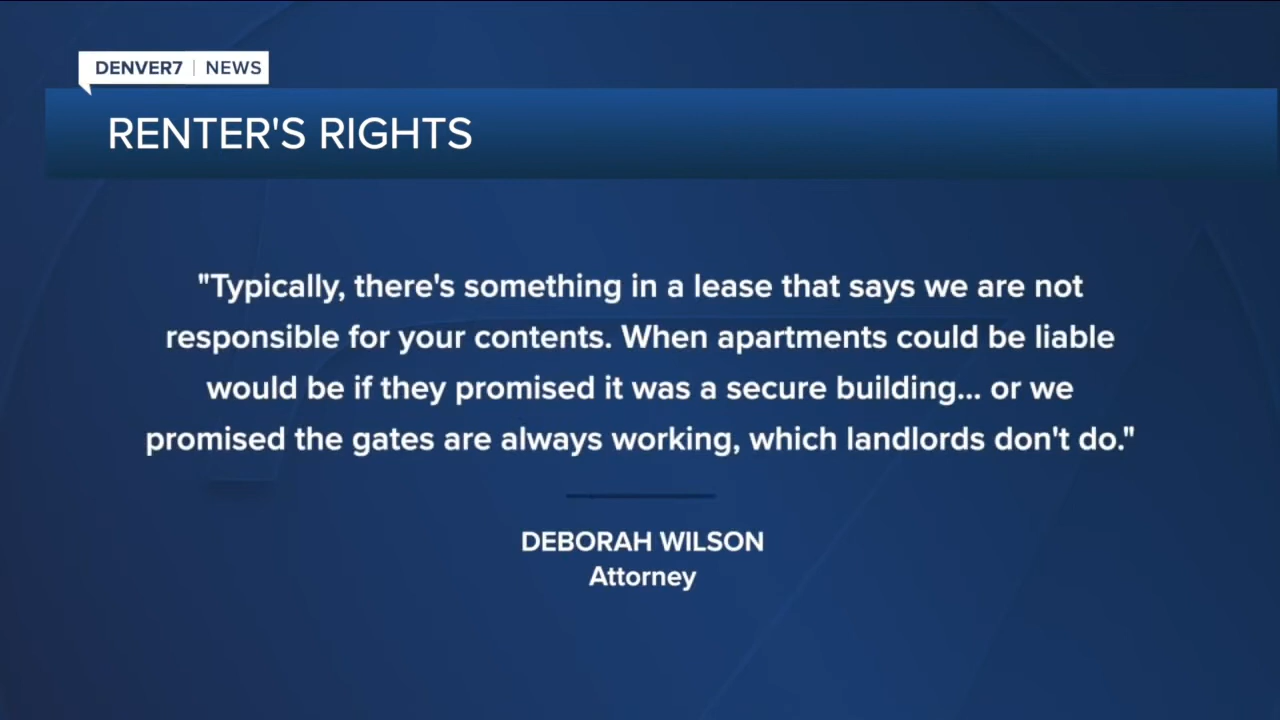 DENVER7 | NEWS
RENTER'S RIGHTS
"Typically, there's something in a lease that says we are not
responsible for your contents. When apartments could be liable
would be if they promised it was a secure building... or we
promised the gates are always working, which landlords don't do."
DEBORAH WILSON
Attorney